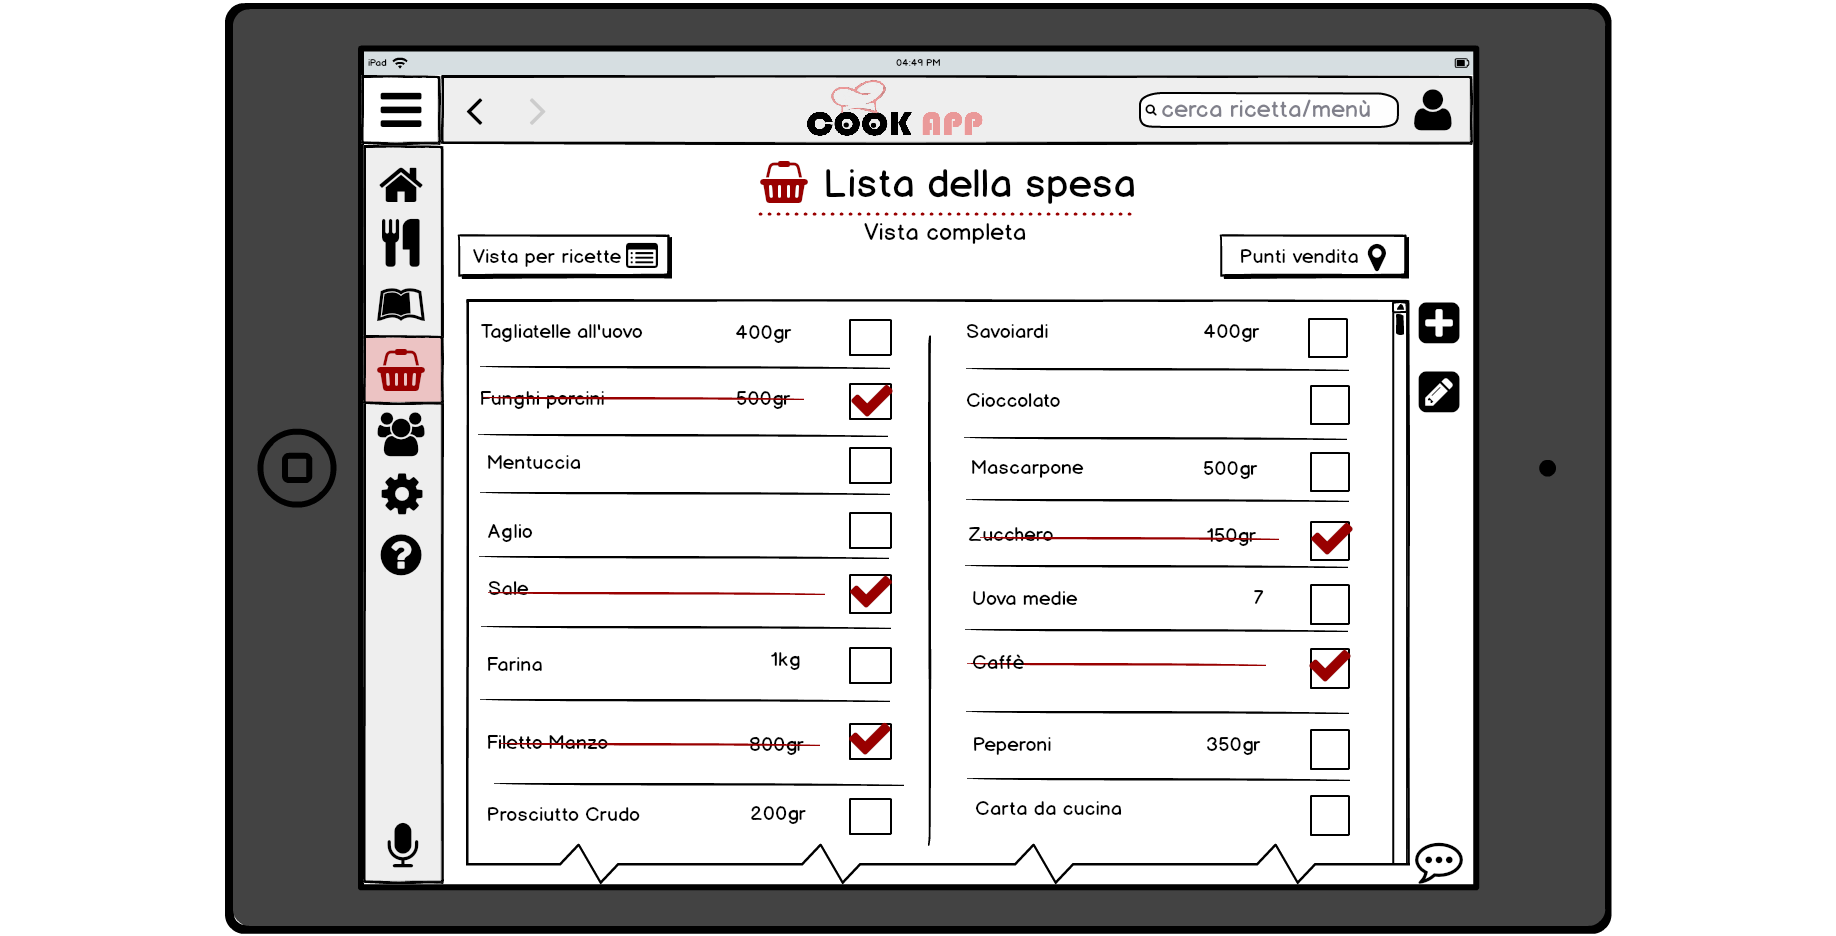 iPad
04:49 PM
COOK APP
cerca ricetta/menù
Lista della spesa
Vista completa
Vista per ricette
Punti vendita
Tagliatelle all'uovo 400gr
Funghi porcini 500gr
Mentuccia
Aglio
Sale
Farina 1kg
Filetto Manzo 800gr
Prosciutto Crudo 200gr
Savoiardi 400gr
Cioccolato
Mascarpone 500gr
Zucchero 150gr
Uova medie 7
Caffè
Peperoni 350gr
Carta da cucina